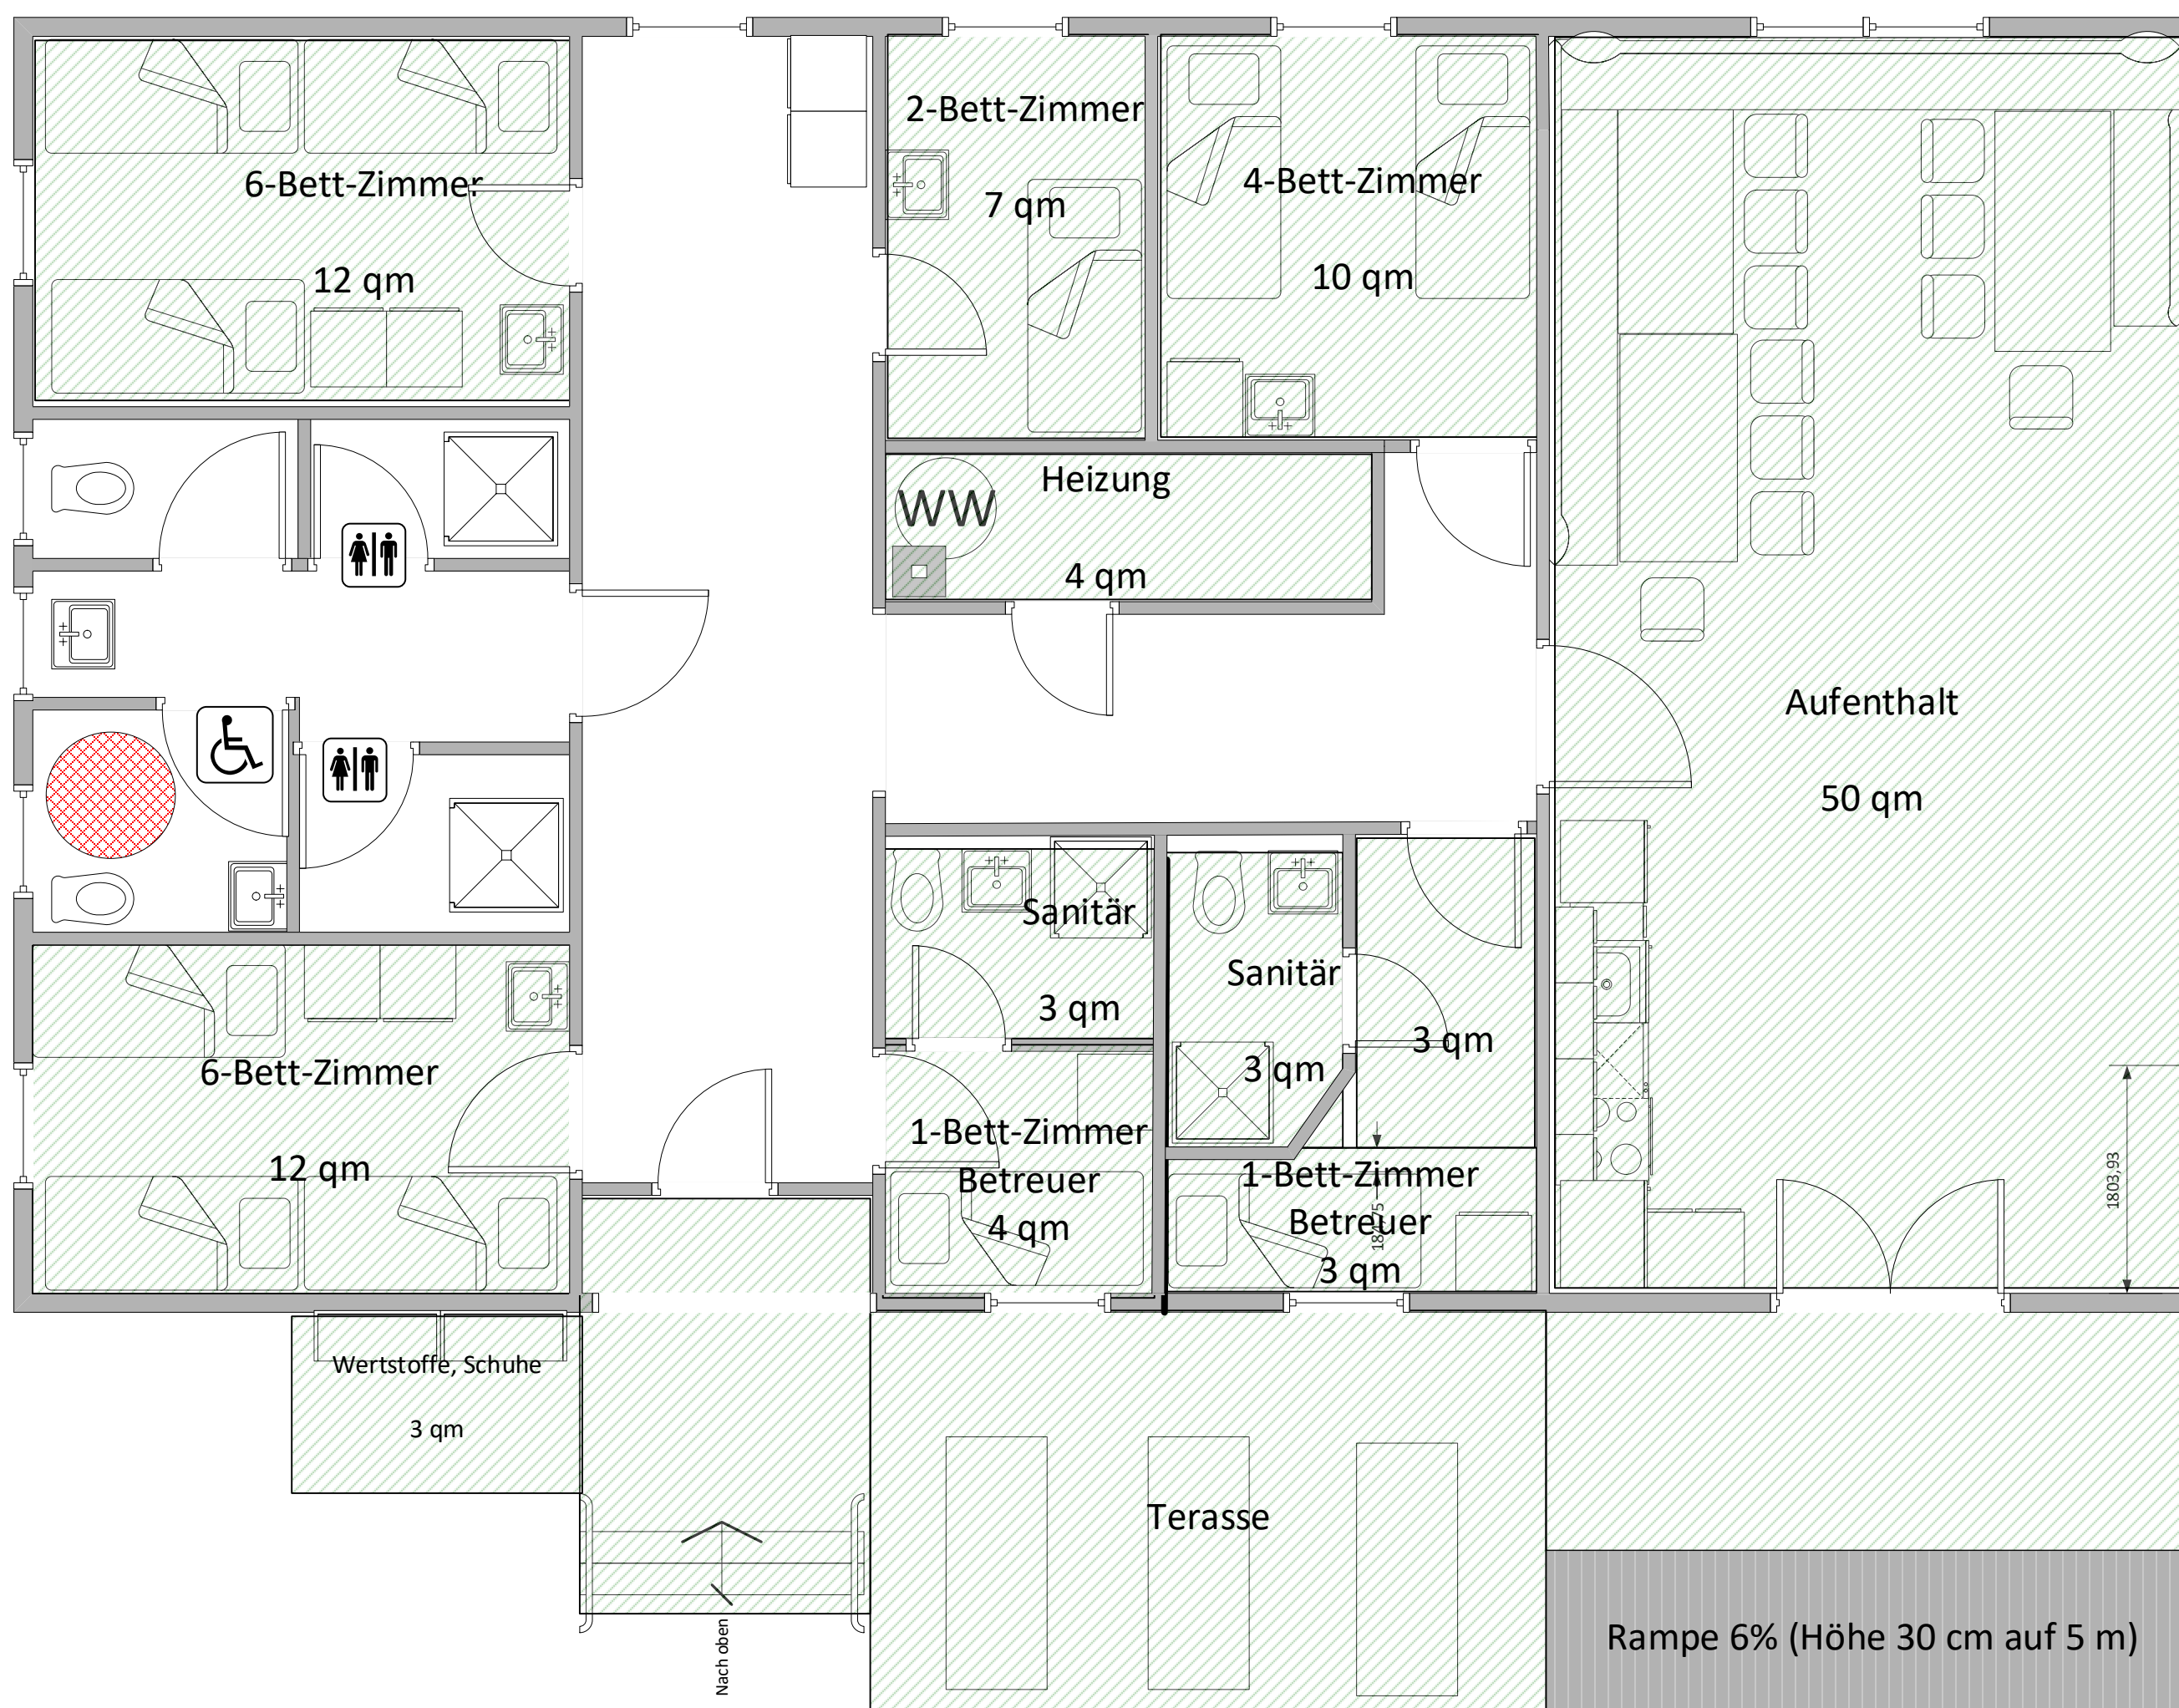 2-Bett-Zimmer
7 qm
6-Bett-Zimmer
12 qm
4-Bett-Zimmer
10 qm
Heizung
WW
4 qm
Aufenthalt
50 qm
Sanitär
3 qm
Sanitär
3 qm
3 qm
6-Bett-Zimmer
12 qm
1-Bett-Zimmer
Betreuer
4 qm
1-Bett-Zimmer
Betreuer
3 qm
1803,93
Wertstoffe, Schuhe
3 qm
Terasse
Nach oben
Rampe 6% (Höhe 30 cm auf 5 m)